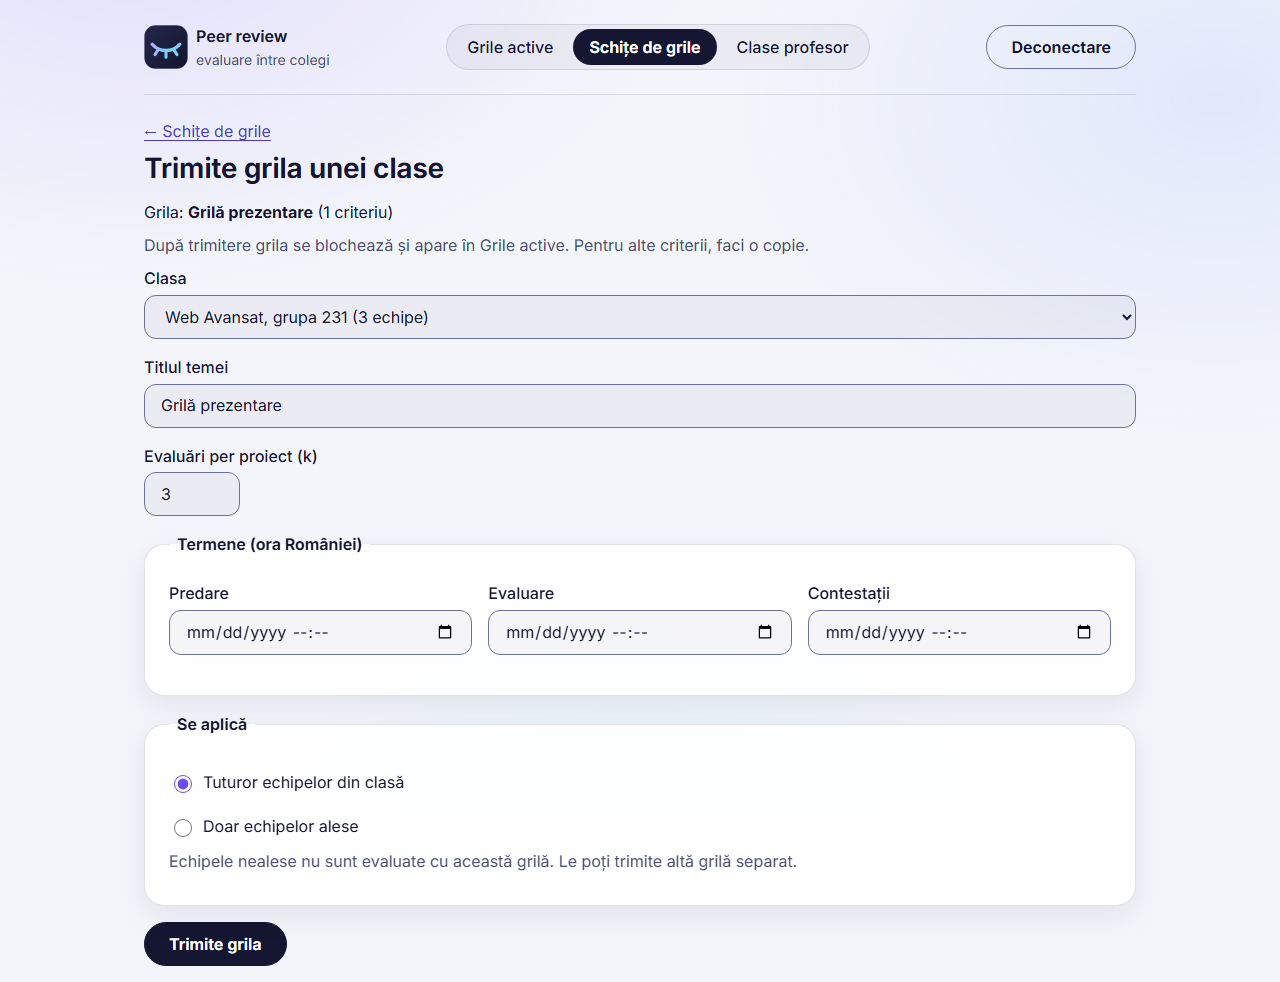 Peer review
evaluare între colegi
Grile active
Schițe de grile
Clase profesor
Deconectare
← Schițe de grile
Trimite grila unei clase
Grila: Grilă prezentare (1 criteriu)
După trimitere grila se blochează și apare în Grile active. Pentru alte criterii, faci o copie.
Clasa
Web Avansat, grupa 231 (3 echipe)
Titlul temei
Grilă prezentare
Evaluări per proiect (k)
3
Termene (ora României)
Predare
Evaluare
Contestații
mm/dd/yyyy --:--
mm/dd/yyyy --:--
mm/dd/yyyy --:--
Se aplică
Tuturor echipelor din clasă
Doar echipelor alese
Echipele nealese nu sunt evaluate cu această grilă. Le poți trimite altă grilă separat.
Trimite grila